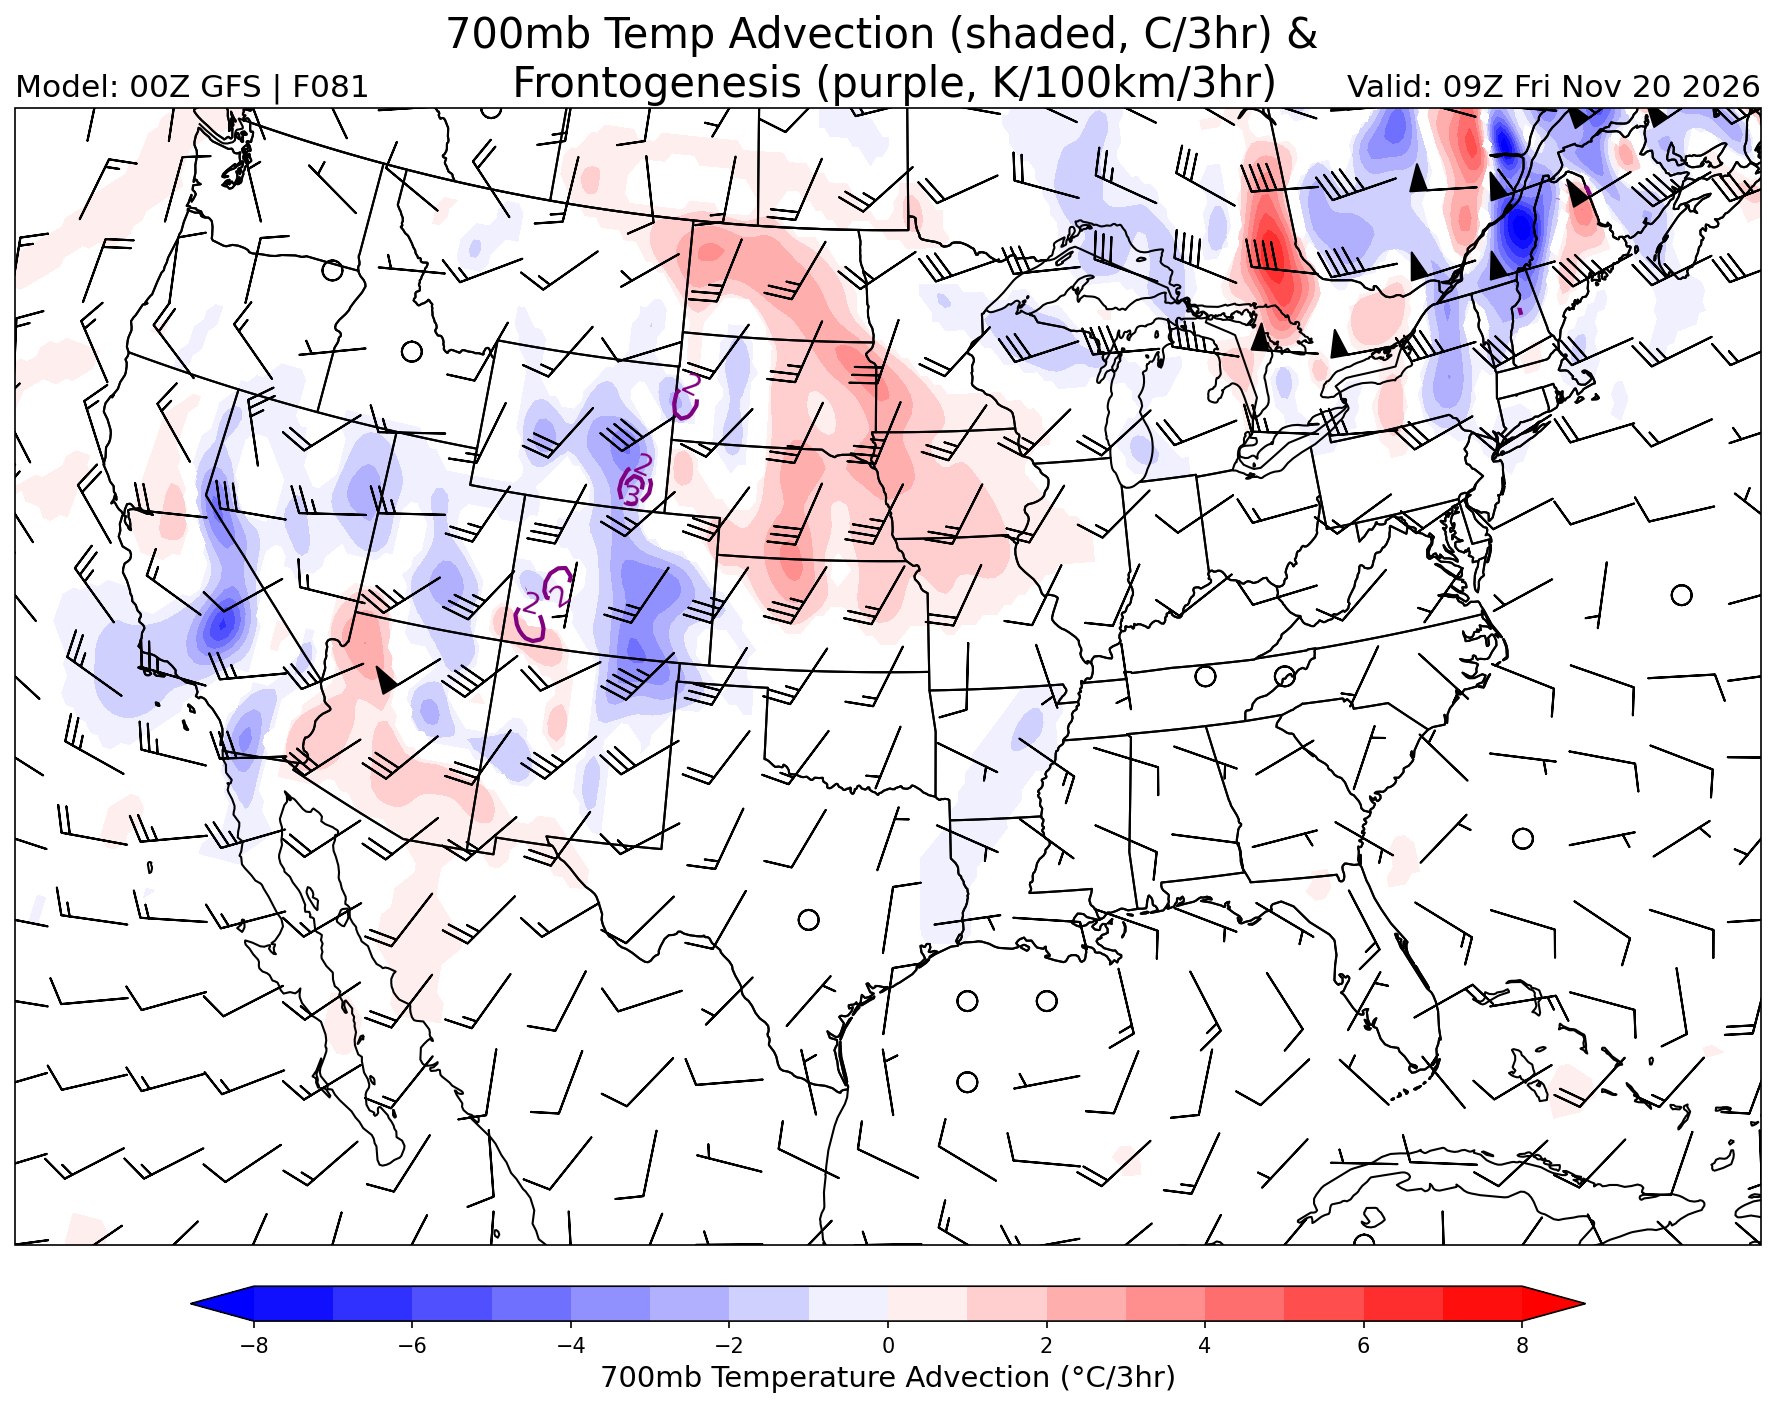 700mb Temp Advection (shaded, C/3hr) &
Model: 00Z GFS | F081
Frontogenesis (purple, K/100km/3hr)
Valid: 09Z Fri Nov 20 2026
2
2
3
2
2
−8 −6 −4 −2 0 2 4 6 8
700mb Temperature Advection (°C/3hr)